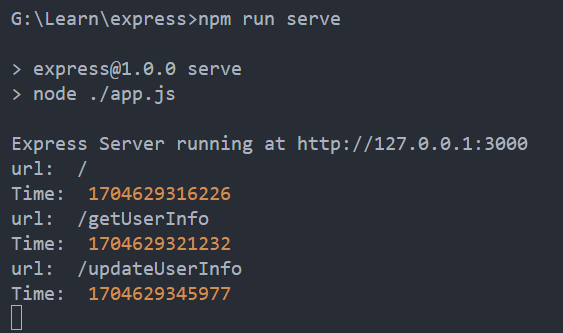 G:\Learn\express>npm run serve
> express@1.0.0 serve
> node ./app.js
Express Server running at http://127.0.0.1:3000
url:  /
Time:  1704629316226
url:  /getUserInfo
Time:  1704629321232
url:  /updateUserInfo
Time:  1704629345977